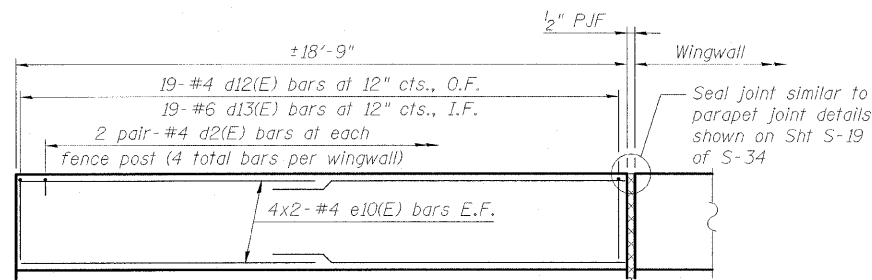 ½" PJF
±18'-9"
Wingwall
19-#4 d12(E) bars at 12" cts., O.F.
19-#6 d13(E) bars at 12" cts., I.F.
2 pair-#4 d2(E) bars at each
fence post (4 total bars per wingwall)
Seal joint similar to
parapet joint details
shown on Sht S-19
of S-34
4x2-#4 e10(E) bars E.F.